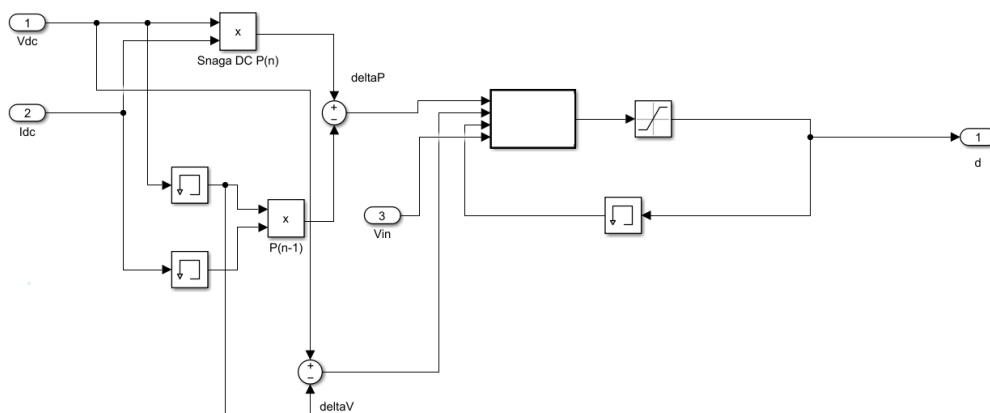 1
Vdc
x
Snaga DC P(n)
deltaP
2
Idc
+
−
1
d
x
P(n-1)
3
Vin
+
−
deltaV